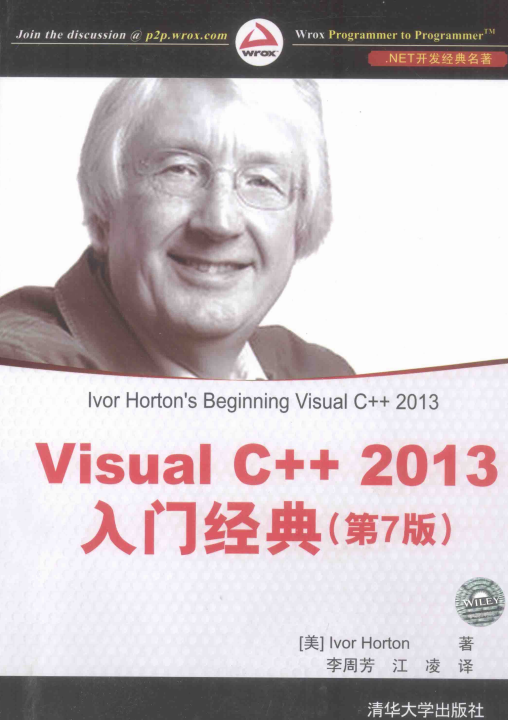 Join the discussion @ p2p.wrox.com
wrox™
Wrox Programmer to Programmer™
.NET开发经典名著
Ivor Horton's Beginning Visual C++ 2013
Visual C++ 2013
入门经典(第7版)
WILEY
[美] Ivor Horton 著
李周芳 江 凌 译
清华大学出版社